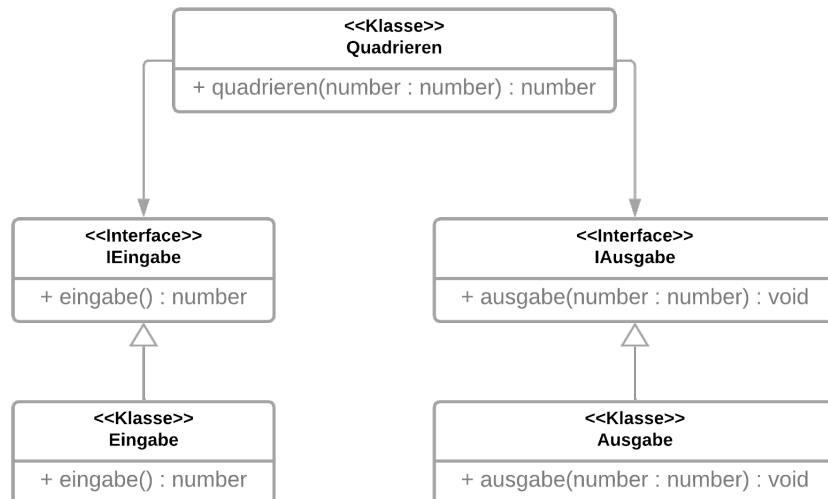 <<Klasse>>
Quadrieren
+ quadrieren(number : number) : number
<<Interface>>
IEingabe
+ eingabe() : number
<<Interface>>
IAusgabe
+ ausgabe(number : number) : void
<<Klasse>>
Eingabe
+ eingabe() : number
<<Klasse>>
Ausgabe
+ ausgabe(number : number) : void